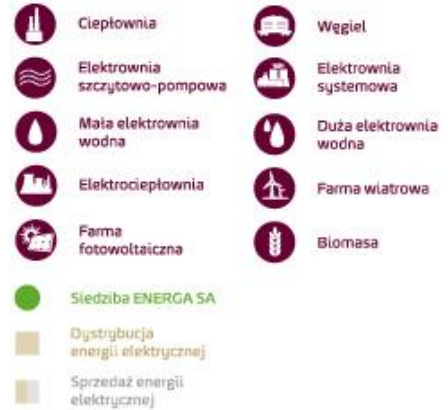 Ciepłownia
Węgiel
Elektrownia
szczytowo-pompowa
Elektrownia
systemowa
Mała elektrownia
wodna
Duża elektrownia
wodna
Elektrociepłownia
Farma wiatrowa
Farma
fotowoltaiczna
Biomasa
Siedziba ENERGA SA
Dystrybucja
energii elektrycznej
Sprzedaż energii
elektrycznej